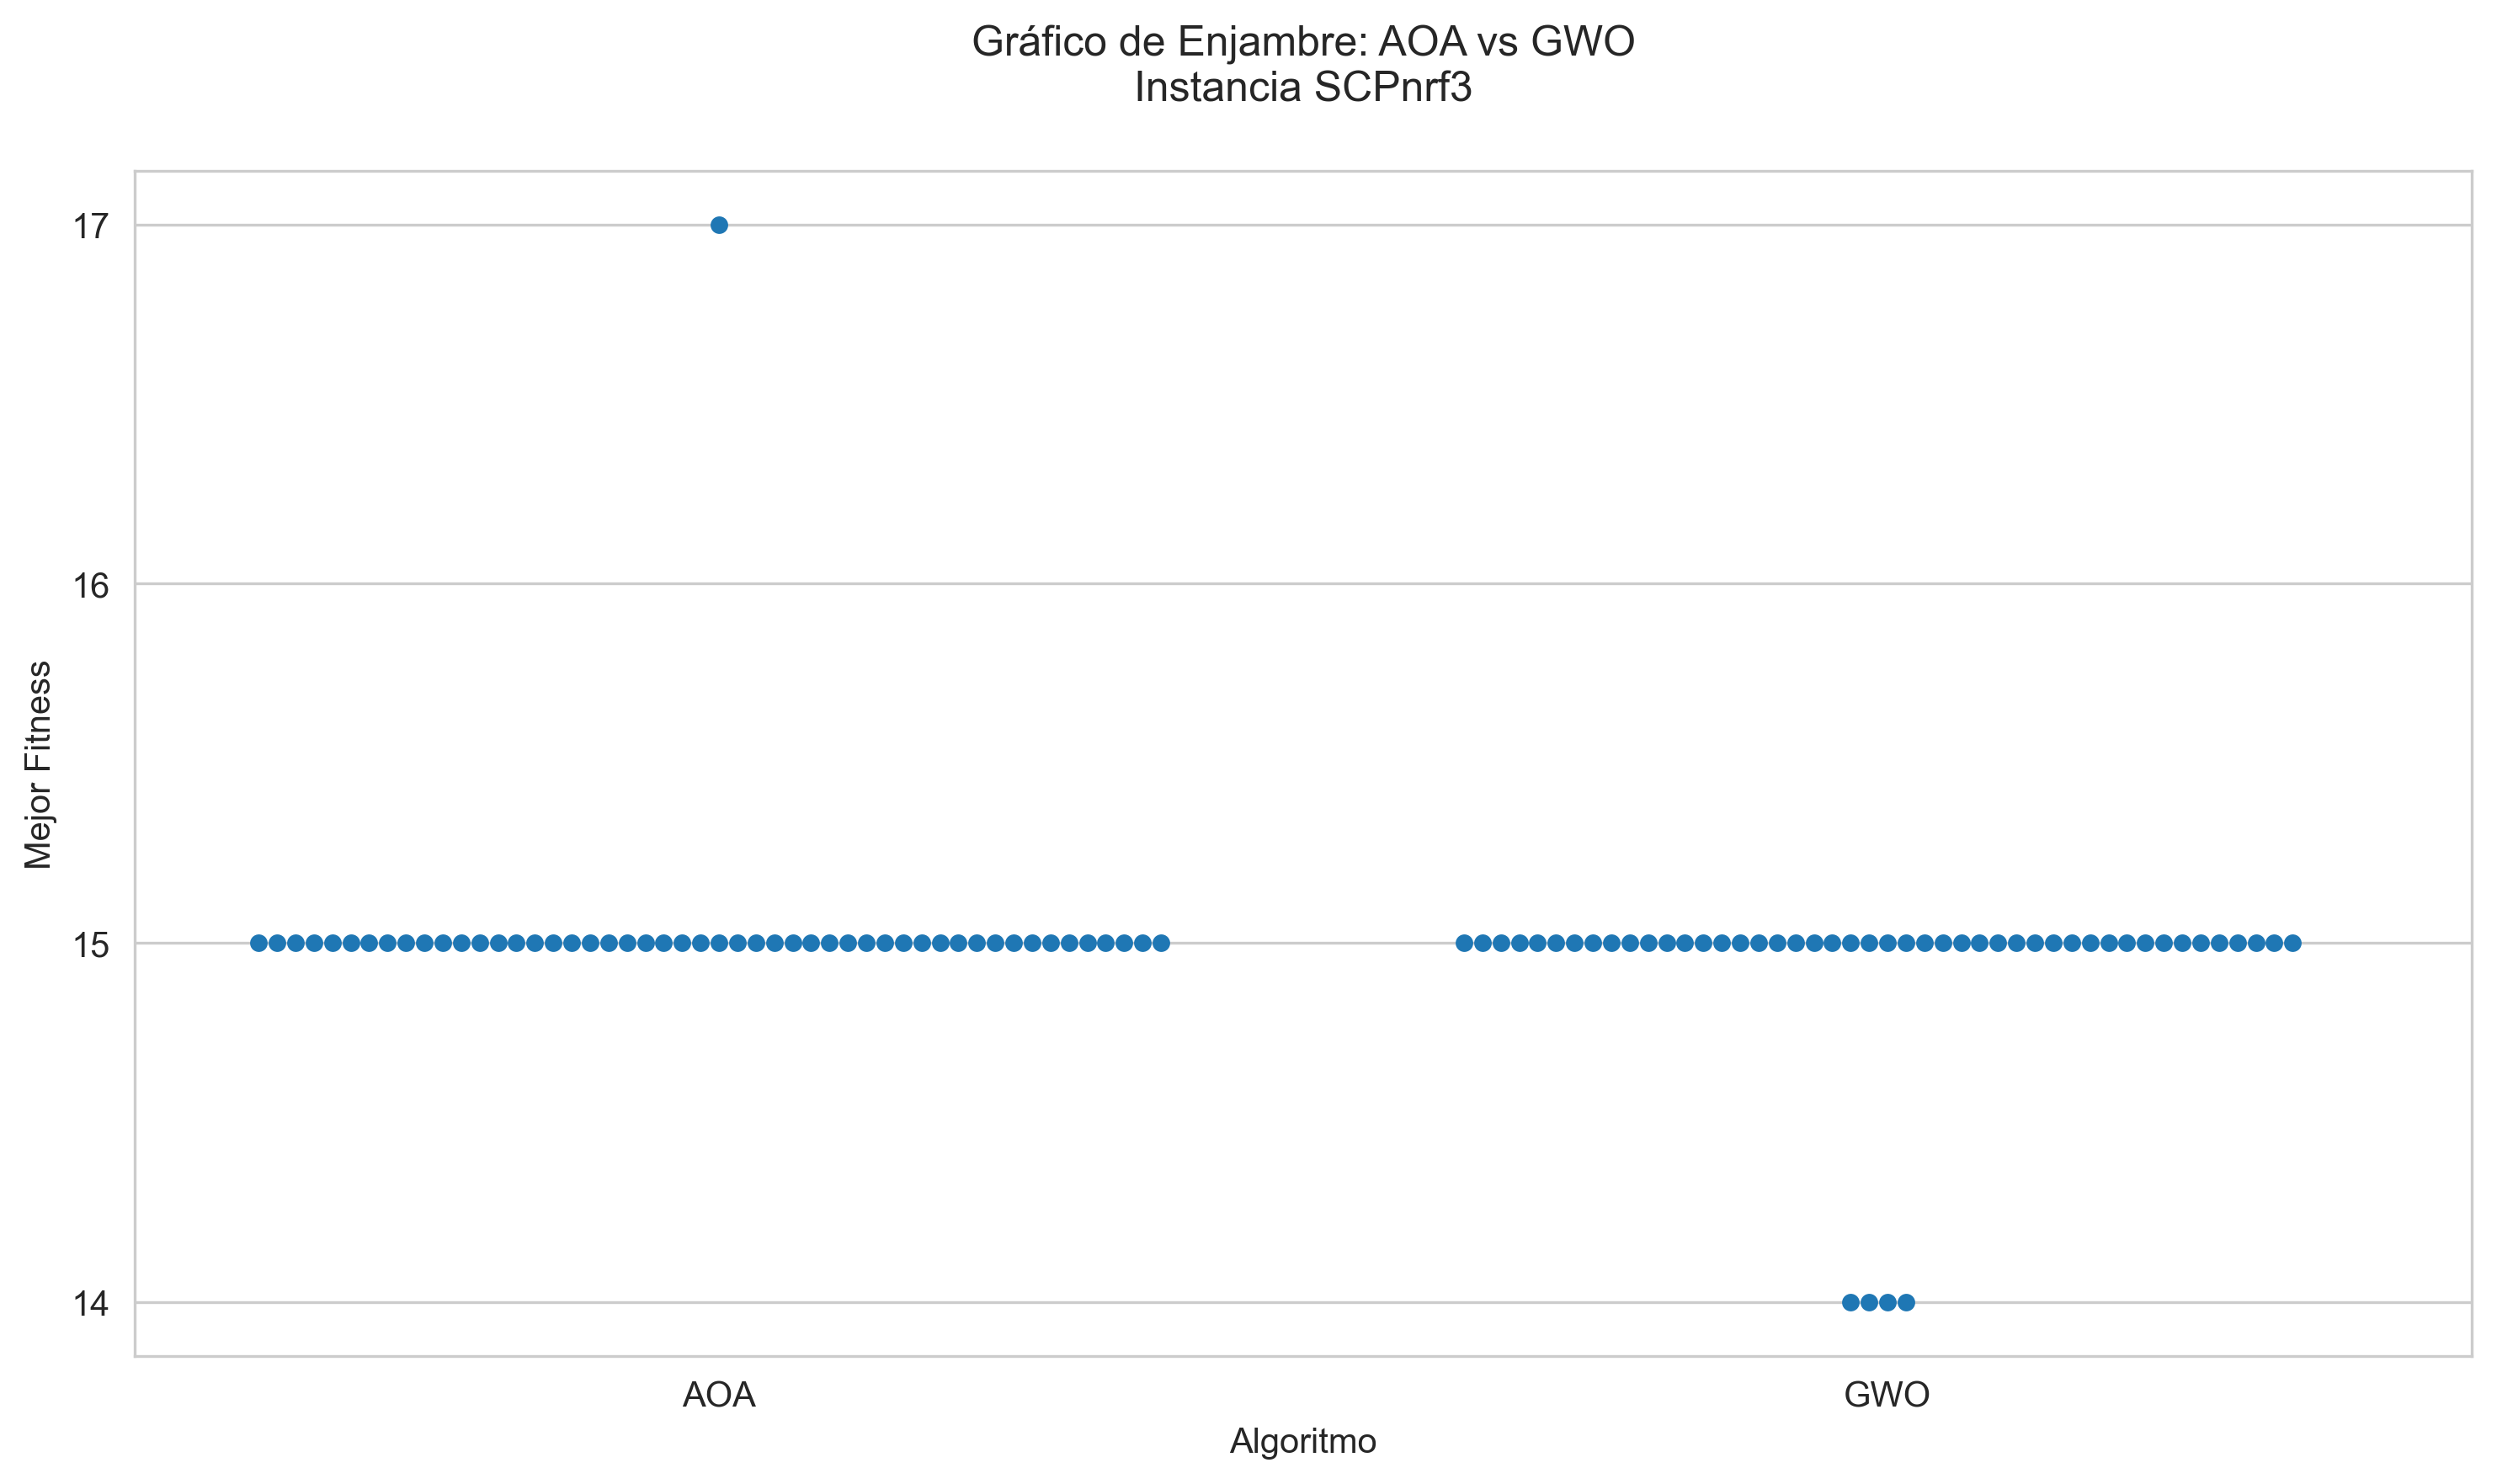 Gráfico de Enjambre: AOA vs GWO
Instancia SCPnrf3
17
16
15
14
Mejor Fitness
AOA
GWO
Algoritmo